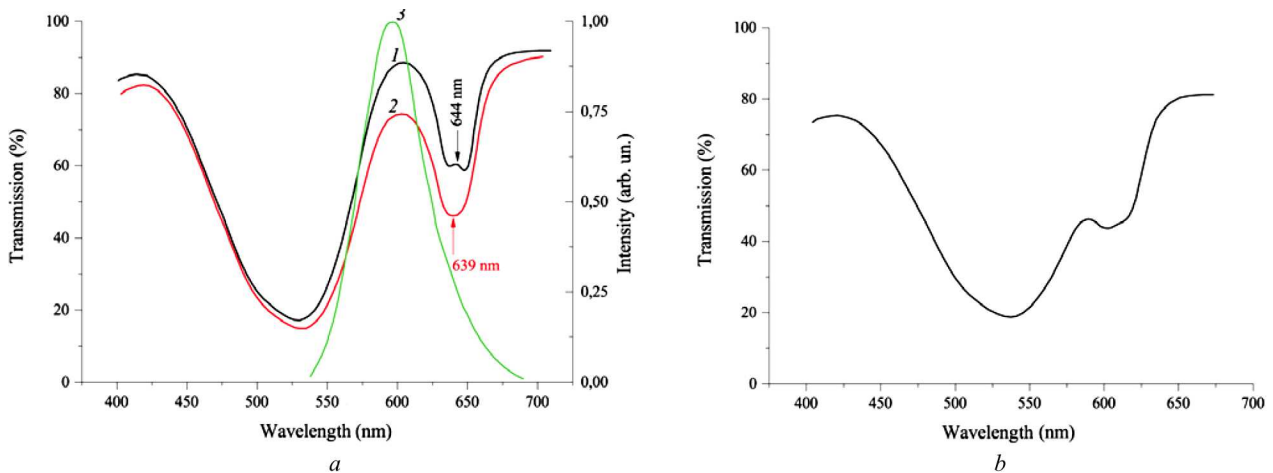 3
100
80
60
40
20
0
Transmission (%)
1
2
644 nm
639 nm
1,00
0,75
0,50
0,25
0,00
Intensity (arb. un.)
400 450 500 550 600 650 700
Wavelength (nm)
a
100
80
60
40
20
0
Transmission (%)
400 450 500 550 600 650 700
Wavelength (nm)
b